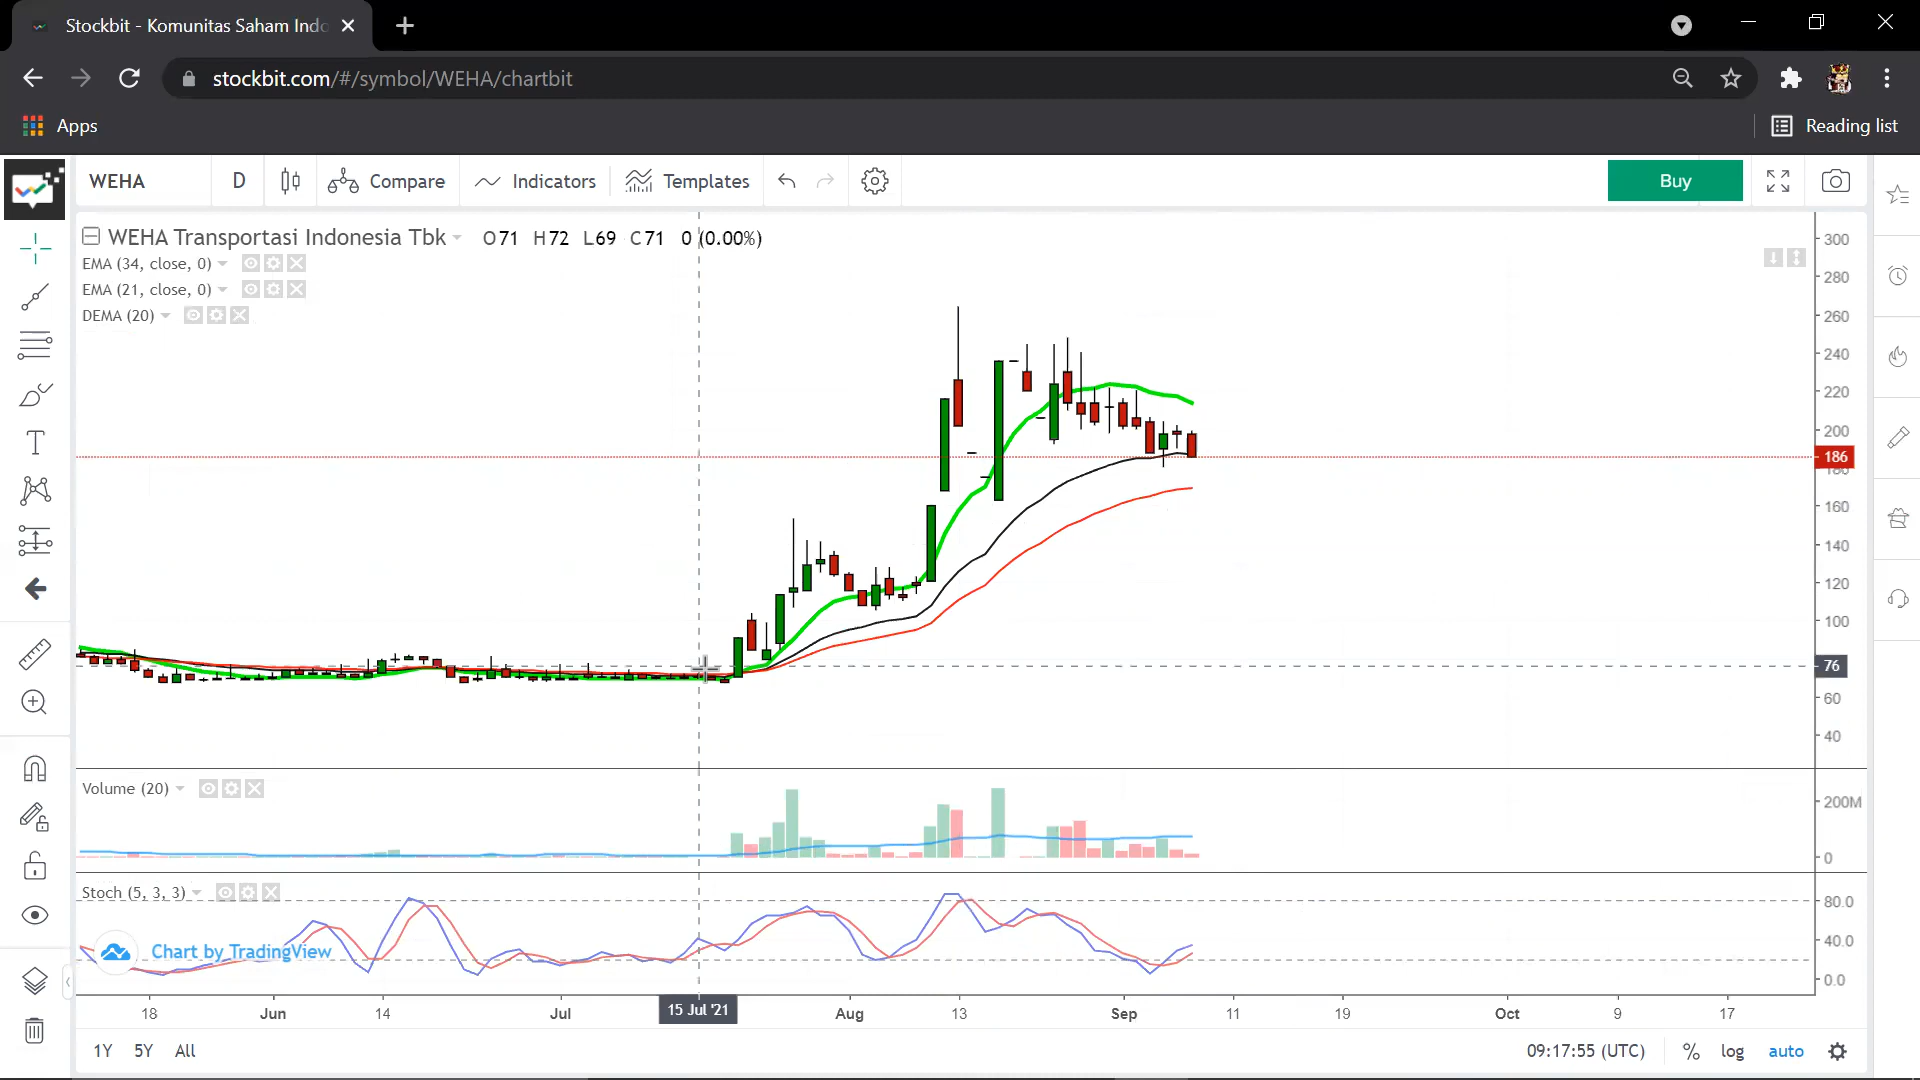 Stockbit - Komunitas Saham Indo
stockbit.com/#/symbol/WEHA/chartbit
Apps
Reading list
WEHA D Compare Indicators Templates Buy
WEHA Transportasi Indonesia Tbk O71 H72 L69 C71 0 (0.00%)
EMA (34, close, 0)
EMA (21, close, 0)
DEMA (20)
300
280
260
240
220
200
186
180
160
140
120
100
76
60
40
Volume (20)
200M
0
Stoch (5, 3, 3)
80.0
40.0
0.0
Chart by TradingView
18 Jun 14 Jul 15 Jul '21 Aug 13 Sep 11 19 Oct 9 17
1Y 5Y All 09:17:55 (UTC) % log auto